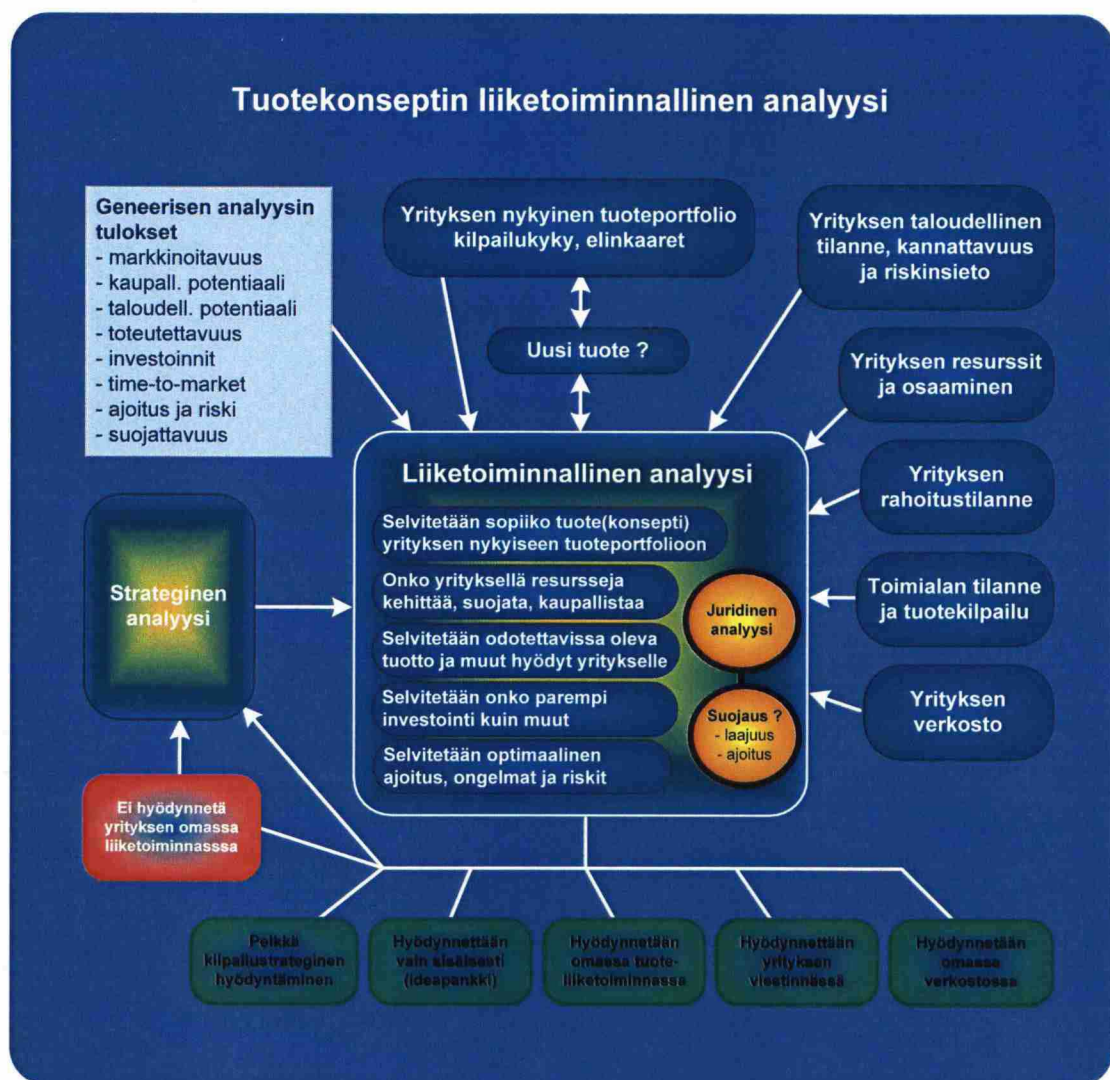 Tuotekonseptin liiketoiminnallinen analyysi
Geneerisen analyysin
tulokset
- markkinoitavuus
- kaupall. potentiaali
- taloudell. potentiaali
- toteutettavuus
- investoinnit
- time-to-market
- ajoitus ja riski
- suojattavuus
Yrityksen nykyinen tuoteportfolio
kilpailukyky, elinkaaret
Uusi tuote ?
Yrityksen taloudellinen
tilanne, kannattavuus
ja riskinsieto
Yrityksen resurssit
ja osaaminen
Yrityksen
rahoitustilanne
Toimialan tilanne
ja tuotekilpailu
Yrityksen
verkosto
Strateginen
analyysi
Liiketoiminnallinen analyysi
Selvitetään sopiiko tuote(konsepti)
yrityksen nykyiseen tuoteportfolioon
Onko yrityksellä resursseja
kehittää, suojata, kaupallistaa
Selvitetään odotettavissa oleva
tuotto ja muut hyödyt yritykselle
Selvitetään onko parempi
investointi kuin muut
Selvitetään optimaalinen
ajoitus, ongelmat ja riskit
Juridinen
analyysi
Suojaus ?
- laajuus
- ajoitus
Ei hyödynnetä
yrityksen omassa
liiketoiminnasssa
Pelkkä
kilpailustrateginen
hyödyntäminen
Hyödynnettään
vain sisäisesti
(ideapankki)
Hyödynnetään
omassa tuote-
liiketoiminnassa
Hyödynnettään
yrityksen
viestinnässä
Hyödynnetään
omassa
verkostossa